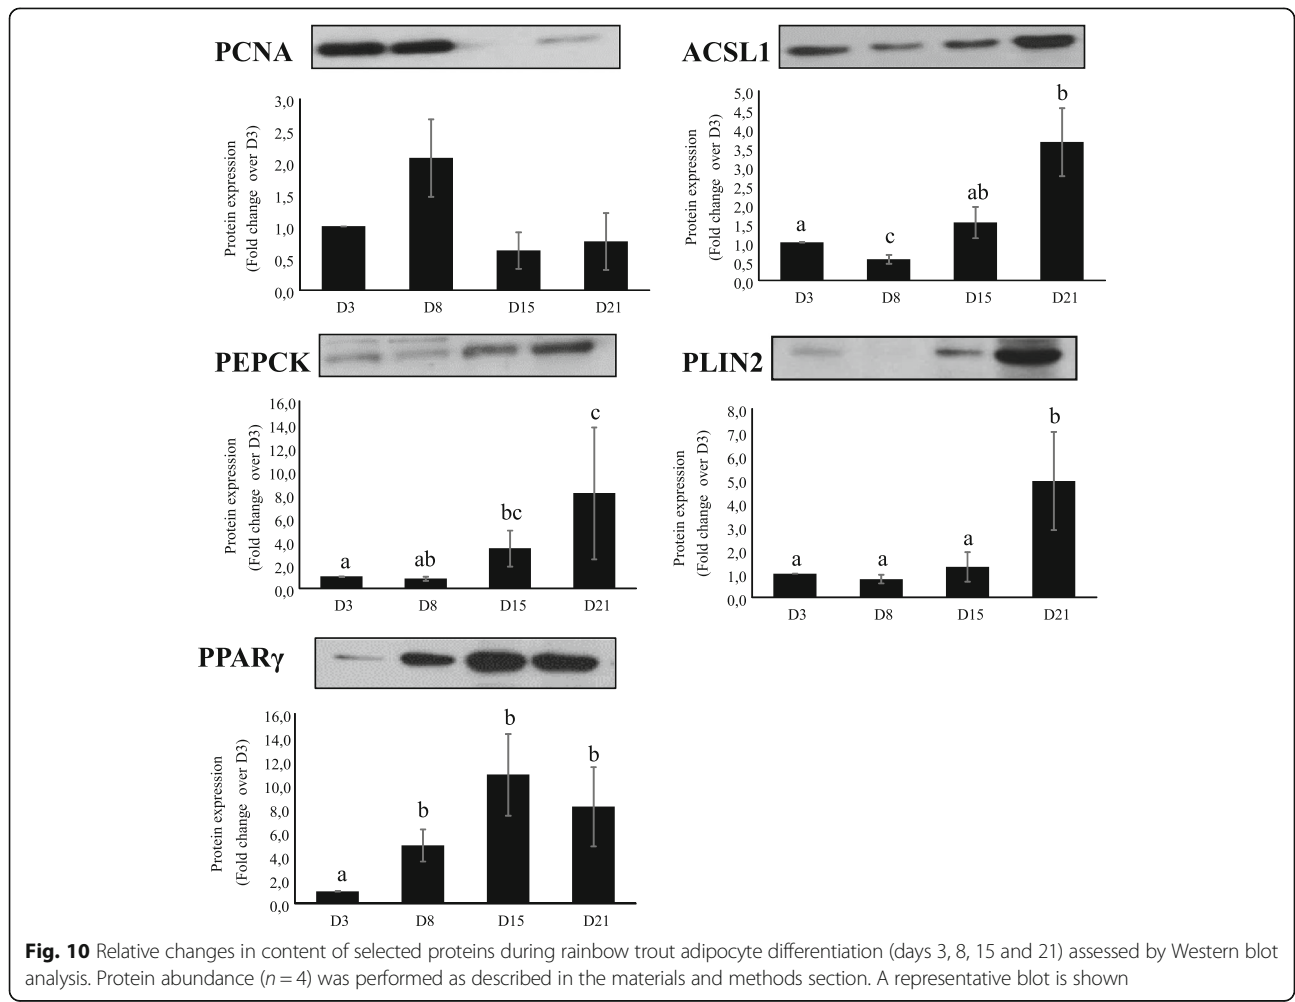 PCNA
Protein expression
(Fold change over D3)
3,0
2,5
2,0
1,5
1,0
0,5
0,0
D3 D8 D15 D21
ACSL1
Protein expression
(Fold change over D3)
5,0
4,5
4,0
3,5
3,0
2,5
2,0
1,5
1,0
0,5
0,0
a c ab b
D3 D8 D15 D21
PEPCK
Protein expression
(Fold change over D3)
16,0
14,0
12,0
10,0
8,0
6,0
4,0
2,0
0,0
a ab bc c
D3 D8 D15 D21
PLIN2
Protein expression
(Fold change over D3)
8,0
7,0
6,0
5,0
4,0
3,0
2,0
1,0
0,0
a a a b
D3 D8 D15 D21
PPARγ
Protein expression
(Fold change over D3)
16,0
14,0
12,0
10,0
8,0
6,0
4,0
2,0
0,0
a b b b
D3 D8 D15 D21
Fig. 10 Relative changes in content of selected proteins during rainbow trout adipocyte differentiation (days 3, 8, 15 and 21) assessed by Western blot
analysis. Protein abundance (n = 4) was performed as described in the materials and methods section. A representative blot is shown